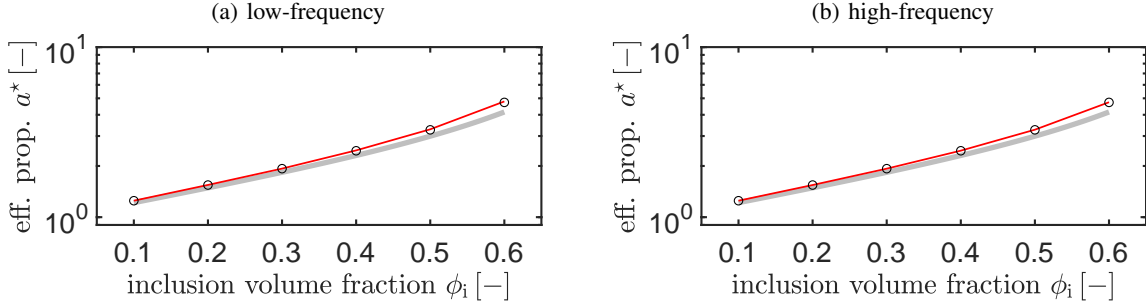 (a) low-frequency
10^1
10^0
eff. prop. a^⋆ [−]
0.1 0.2 0.3 0.4 0.5 0.6
inclusion volume fraction ϕ_i [−]
(b) high-frequency
10^1
10^0
eff. prop. a^⋆ [−]
0.1 0.2 0.3 0.4 0.5 0.6
inclusion volume fraction ϕ_i [−]